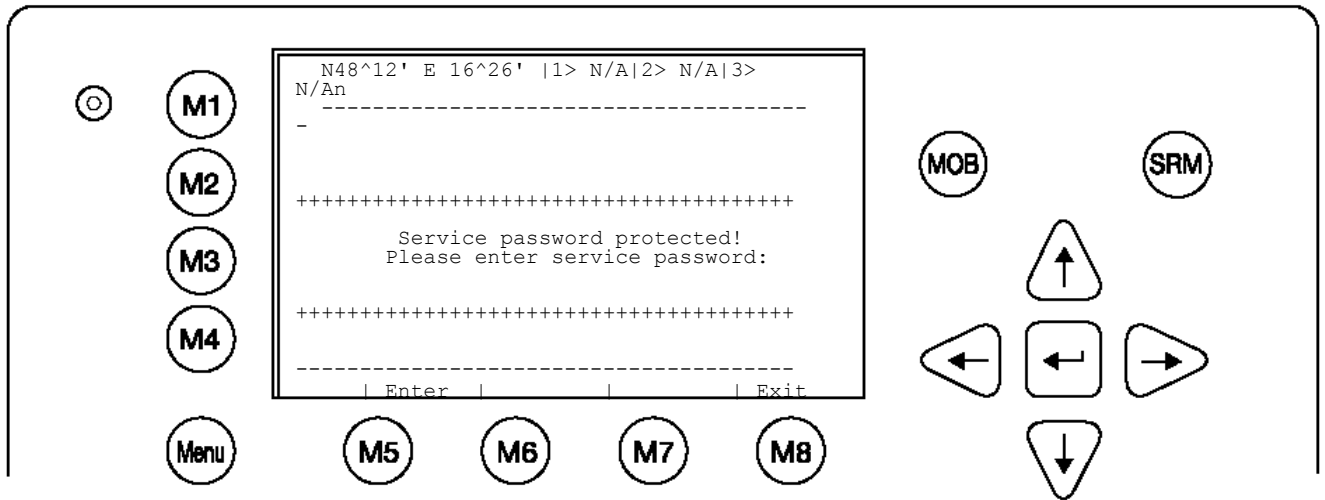 N48^12' E 16^26' |1> N/A|2> N/A|3>
N/An
--------------------------------------
-
+++++++++++++++++++++++++++++++++++++++
Service password protected!
Please enter service password:
+++++++++++++++++++++++++++++++++++++++
---------------------------------------
| Enter | | | Exit
M1
M2
M3
M4
MOB
SRM
Menu
M5
M6
M7
M8